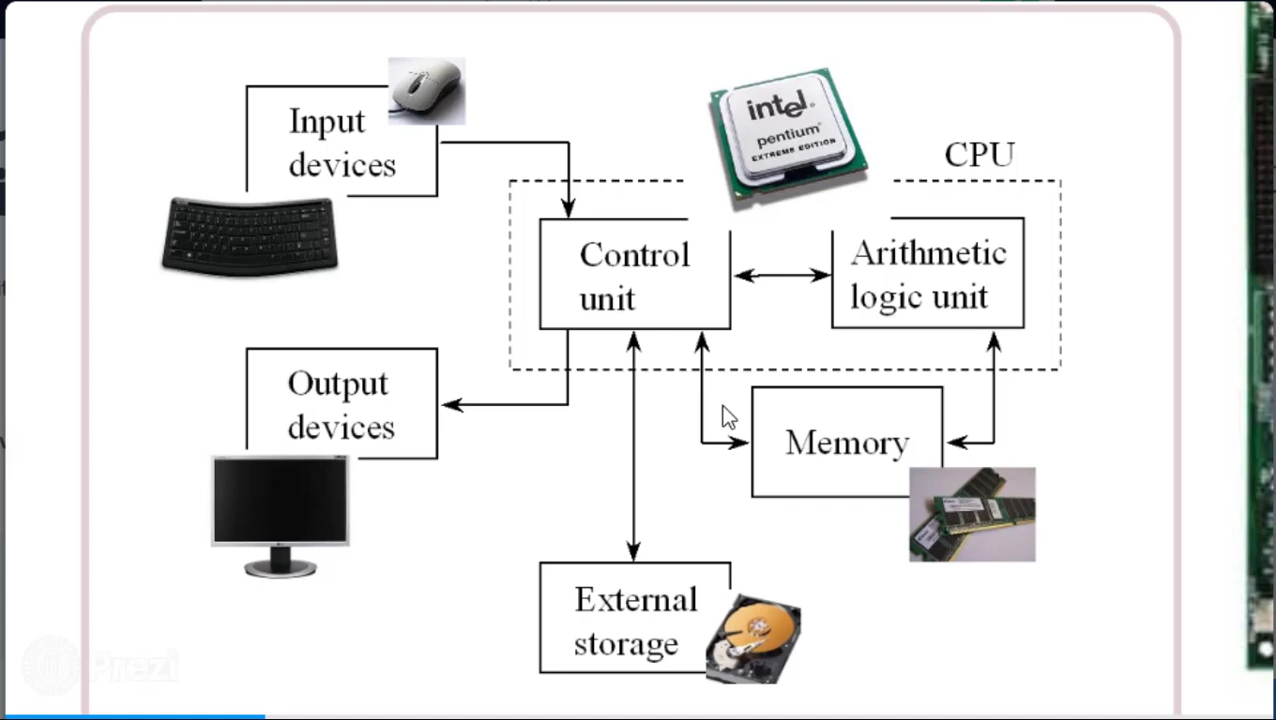 Input
devices
intel
pentium
EXTREME EDITION
CPU
Control
unit
Arithmetic
logic unit
Output
devices
Memory
External
storage
Prezi